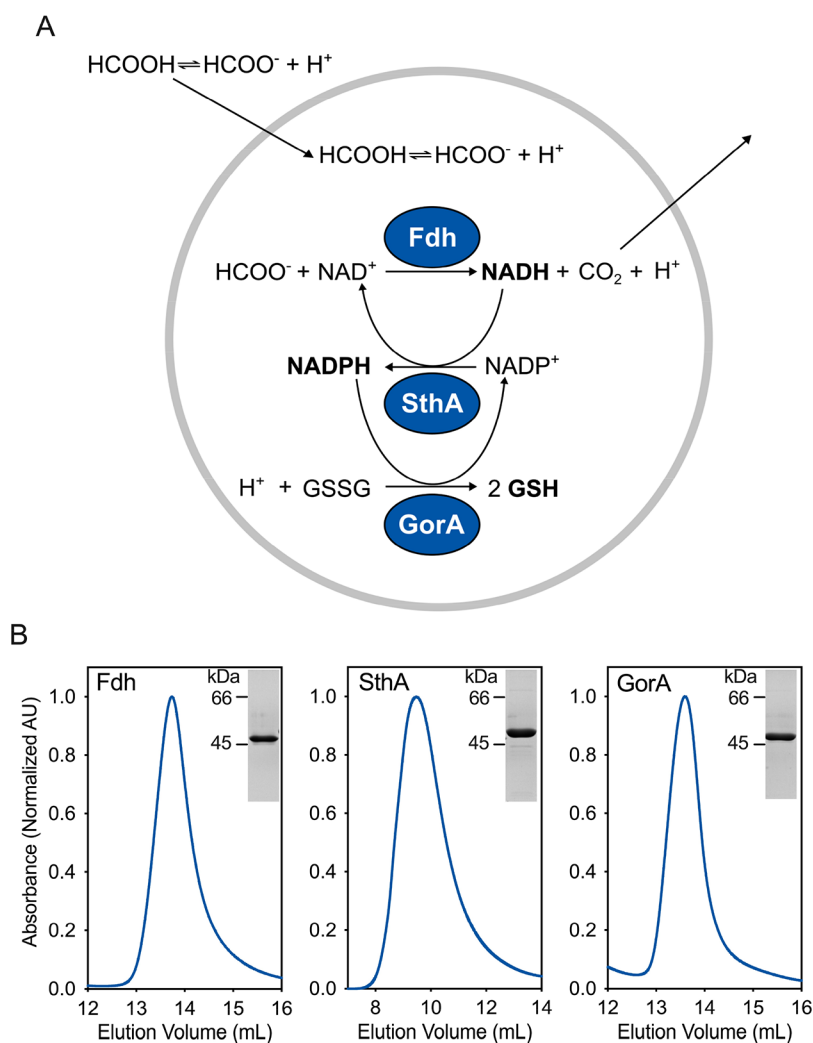 A
HCOOH⇌HCOO⁻ + H⁺
HCOOH⇌HCOO⁻ + H⁺
Fdh
HCOO⁻ + NAD⁺ NADH + CO₂ + H⁺
NADPH NADP⁺
SthA
H⁺ + GSSG 2 GSH
GorA
B
Absorbance (Normalized AU)
Fdh
kDa
66
45
1.0
0.8
0.6
0.4
0.2
0.0
12 13 14 15 16
Elution Volume (mL)
SthA
kDa
66
45
1.0
0.8
0.6
0.4
0.2
0.0
8 10 12 14
Elution Volume (mL)
GorA
kDa
66
45
1.0
0.8
0.6
0.4
0.2
0.0
12 13 14 15 16
Elution Volume (mL)